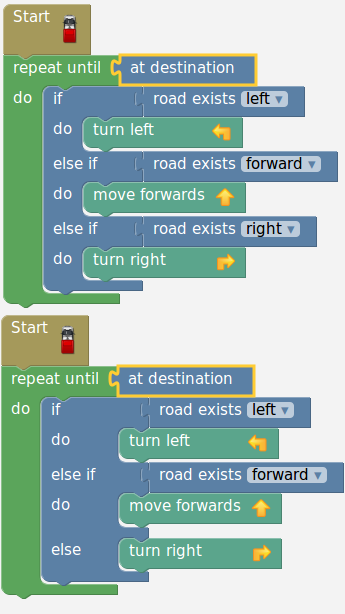 Start
repeat until at destination
do if road exists left ▾
do turn left
else if road exists forward ▾
do move forwards
else if road exists right ▾
do turn right
Start
repeat until at destination
do if road exists left ▾
do turn left
else if road exists forward ▾
do move forwards
else turn right